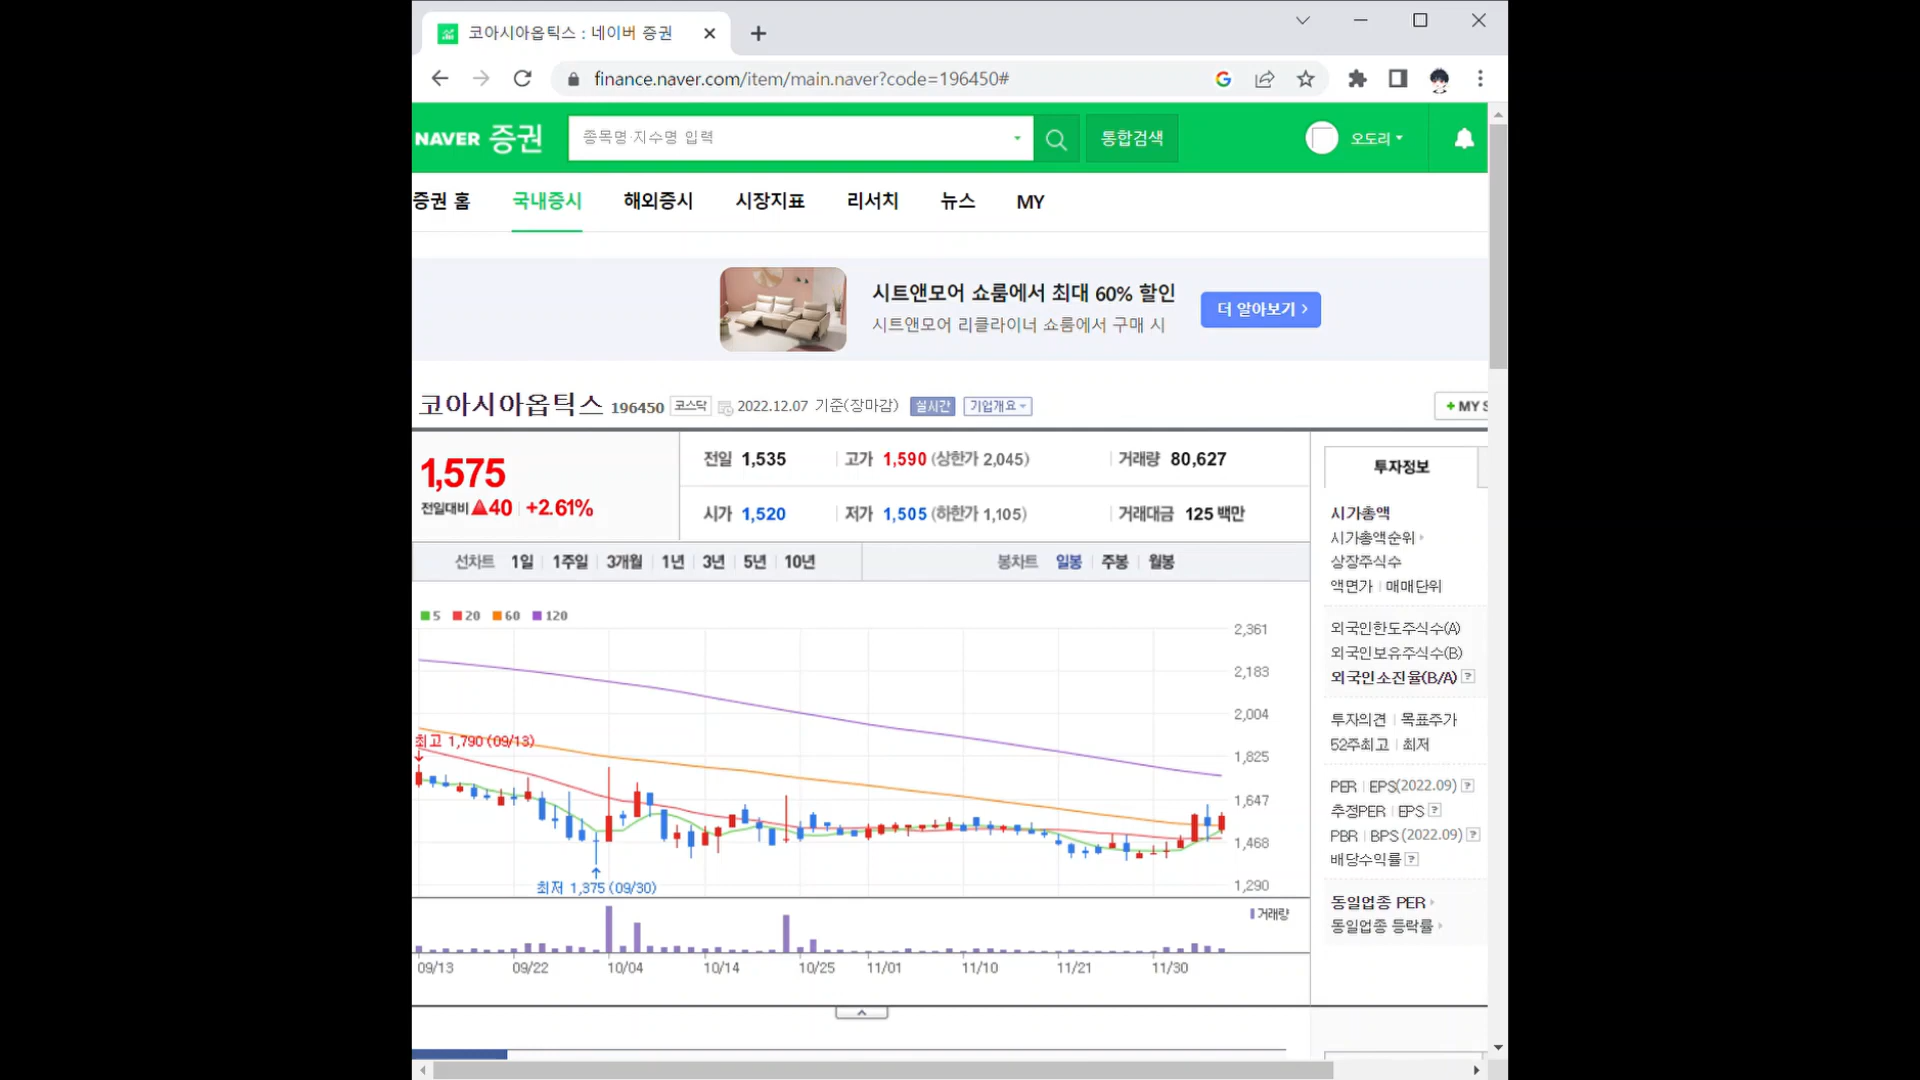 코아시아옵틱스 : 네이버 증권
finance.naver.com/item/main.naver?code=196450#
NAVER 증권
종목명·지수명 입력
통합검색
오도리
증권 홈 국내증시 해외증시 시장지표 리서치 뉴스 MY
시트앤모어 쇼룸에서 최대 60% 할인
시트앤모어 리클라이너 쇼룸에서 구매 시
더 알아보기
코아시아옵틱스 196450 코스닥 2022.12.07 기준(장마감) 실시간 기업개요
+ MY S
1,575
전일대비 ▲40 +2.61%
전일 1,535 고가 1,590 (상한가 2,045) 거래량 80,627
시가 1,520 저가 1,505 (하한가 1,105) 거래대금 125 백만
선차트 1일 1주일 3개월 1년 3년 5년 10년 봉차트 일봉 주봉 월봉
5 20 60 120
2,361
2,183
2,004
1,825
1,647
1,468
1,290
최고 1,790 (09/13)
최저 1,375 (09/30)
거래량
09/13 09/22 10/04 10/14 10/25 11/01 11/10 11/21 11/30
투자정보
시가총액
시가총액순위
상장주식수
액면가 매매단위
외국인한도주식수(A)
외국인보유주식수(B)
외국인소진율(B/A) ?
투자의견 목표주가
52주최고 최저
PER EPS(2022.09) ?
추정PER EPS ?
PBR BPS (2022.09) ?
배당수익률 ?
동일업종 PER
동일업종 등락률